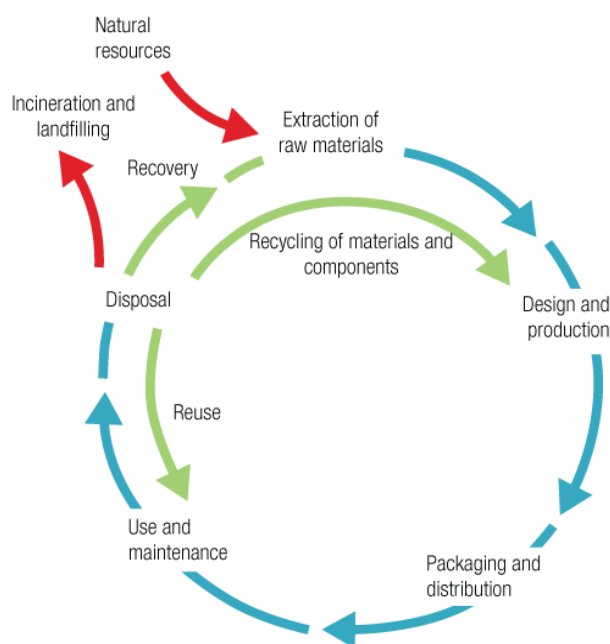 Natural
resources
Incineration and
landfilling
Extraction of
raw materials
Recovery
Recycling of materials and
components
Disposal
Design and
production
Reuse
Use and
maintenance
Packaging and
distribution